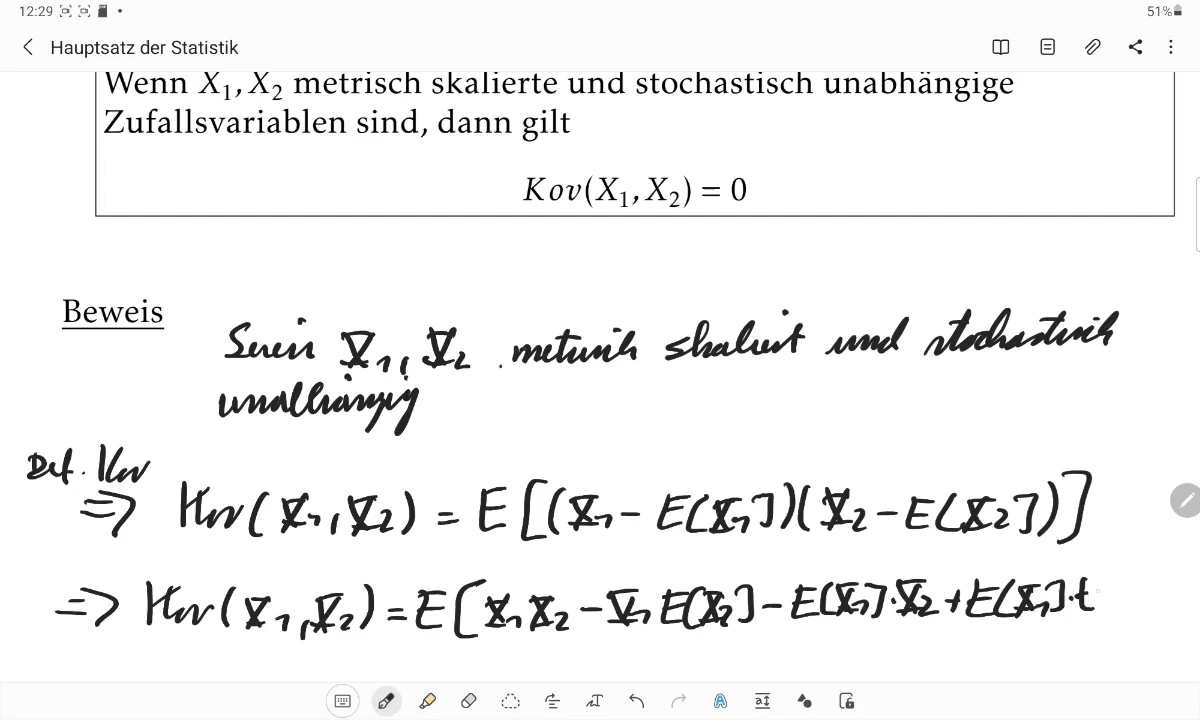 12:29
51%
Hauptsatz der Statistik
Wenn X₁, X₂ metrisch skalierte und stochastisch unabhängige
Zufallsvariablen sind, dann gilt
Kov(X₁, X₂) = 0
Beweis
Seien X₁, X₂ metrisch skaliert und stochastisch
unabhängig
Def. Kov
=> Kov(X₁, X₂) = E[(X₁ - E[X₁])(X₂ - E[X₂])]
=> Kov(X₁, X₂) = E[X₁X₂ - X₁E[X₂] - E[X₁]·X₂ + E[X₁]·